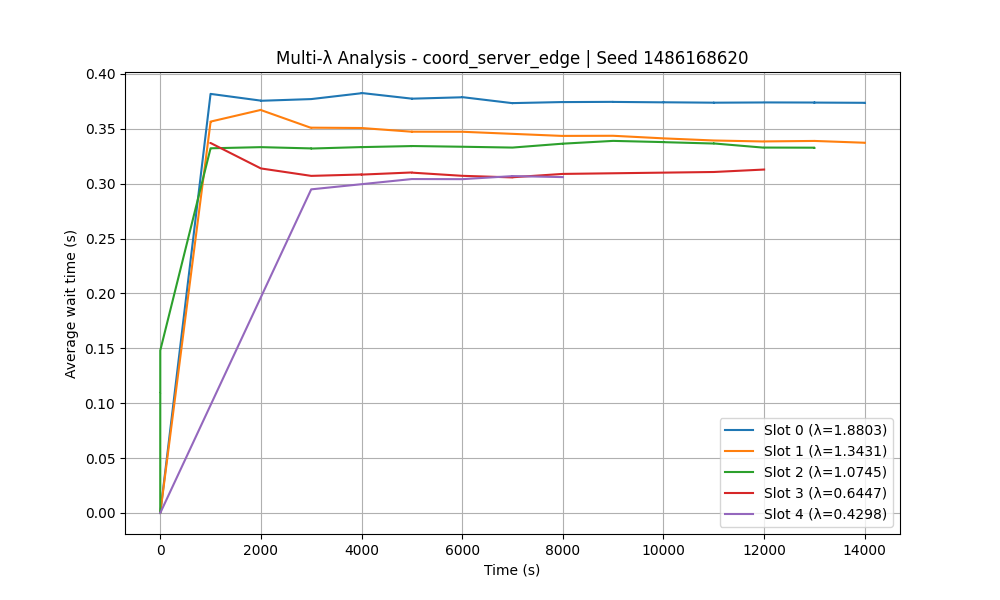 Multi-λ Analysis - coord_server_edge | Seed 1486168620
Average wait time (s)
0.40
0.35
0.30
0.25
0.20
0.15
0.10
0.05
0.00
Slot 0 (λ=1.8803)
Slot 1 (λ=1.3431)
Slot 2 (λ=1.0745)
Slot 3 (λ=0.6447)
Slot 4 (λ=0.4298)
0 2000 4000 6000 8000 10000 12000 14000
Time (s)